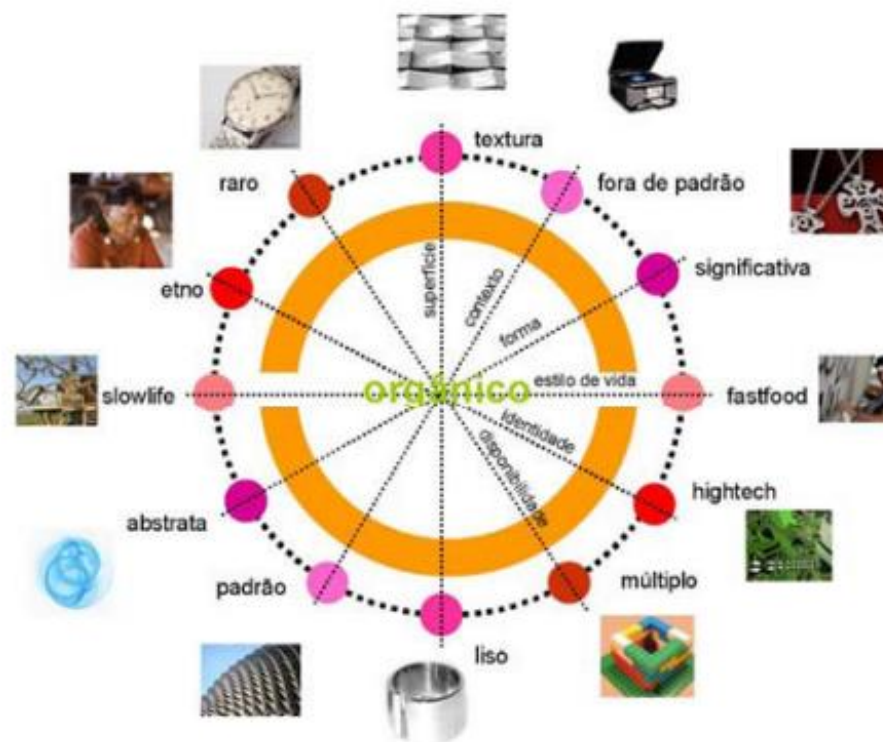 textura
fora de padrão
raro
significativa
etno
superfície
contexto
forma
estilo de vida
orgânico
slowlife
fastfood
identidade
disponibilidade
hightech
abstrata
padrão
múltiplo
liso